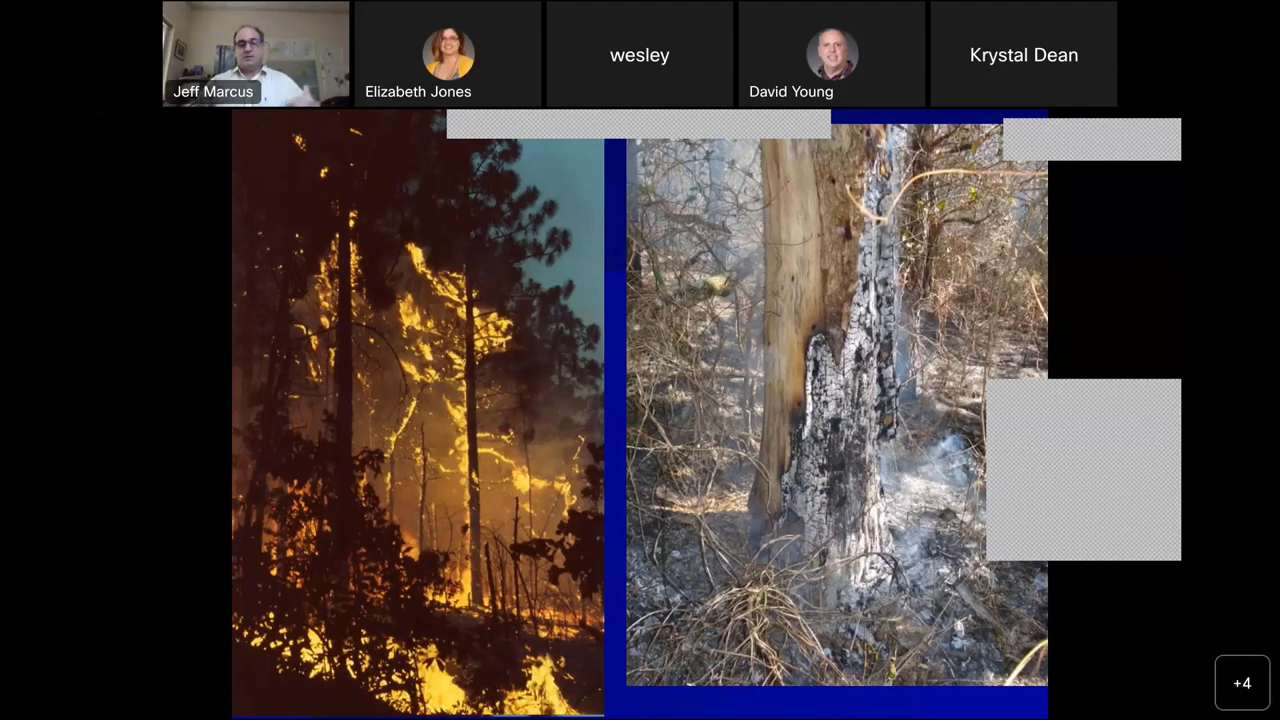 Jeff Marcus
Elizabeth Jones
wesley
David Young
Krystal Dean
+4